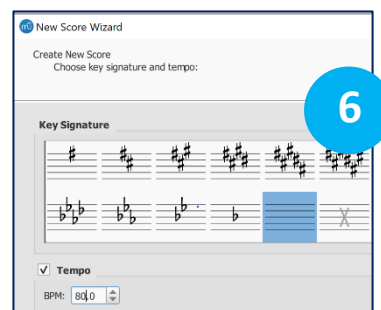 New Score Wizard
Create New Score
Choose key signature and tempo:
6
Key Signature
Tempo
BPM: 80.0